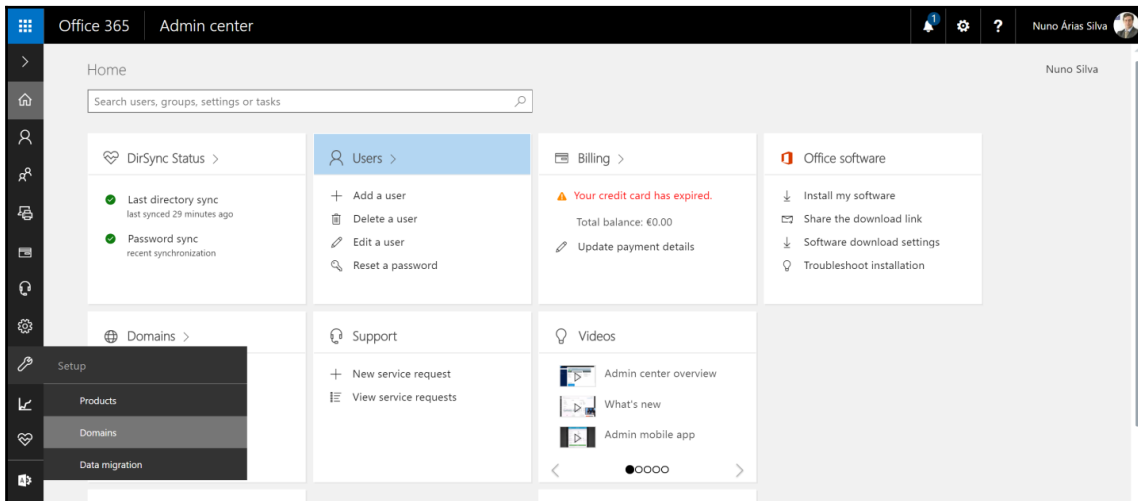 Office 365
Admin center
1
?
Nuno Árias Silva
Home
Nuno Silva
Search users, groups, settings or tasks
DirSync Status >
Last directory sync
last synced 29 minutes ago
Password sync
recent synchronization
Users >
Add a user
Delete a user
Edit a user
Reset a password
Billing >
Your credit card has expired.
Total balance: €0.00
Update payment details
Office software
Install my software
Share the download link
Software download settings
Troubleshoot installation
Domains >
Support
New service request
View service requests
Videos
Admin center overview
What's new
Admin mobile app
Setup
Products
Domains
Data migration